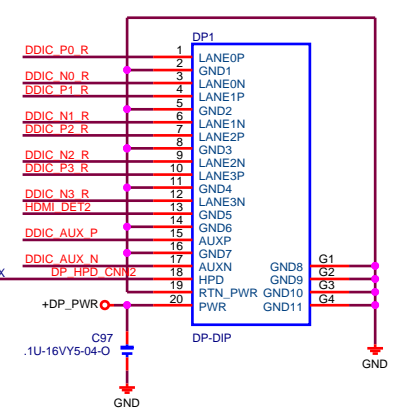 DP1
DDIC_P0_R 1 LANE0P
2 GND1
DDIC_N0_R 3 LANE0N
DDIC_P1_R 4 LANE1P
5 GND2
DDIC_N1_R 6 LANE1N
DDIC_P2_R 7 LANE2P
8 GND3
DDIC_N2_R 9 LANE2N
DDIC_P3_R 10 LANE3P
11 GND4
DDIC_N3_R 12 LANE3N
HDMI_DET2 13 GND5
14 GND6
DDIC_AUX_P 15 AUXP
16 GND7
DDIC_AUX_N 17 AUXN GND8 G1
X DP_HPD_CNN2 18 HPD GND9 G2
19 RTN_PWR GND10 G3
+DP_PWR 20 PWR GND11 G4
C97 DP-DIP
.1U-16VY5-04-O
GND
GND